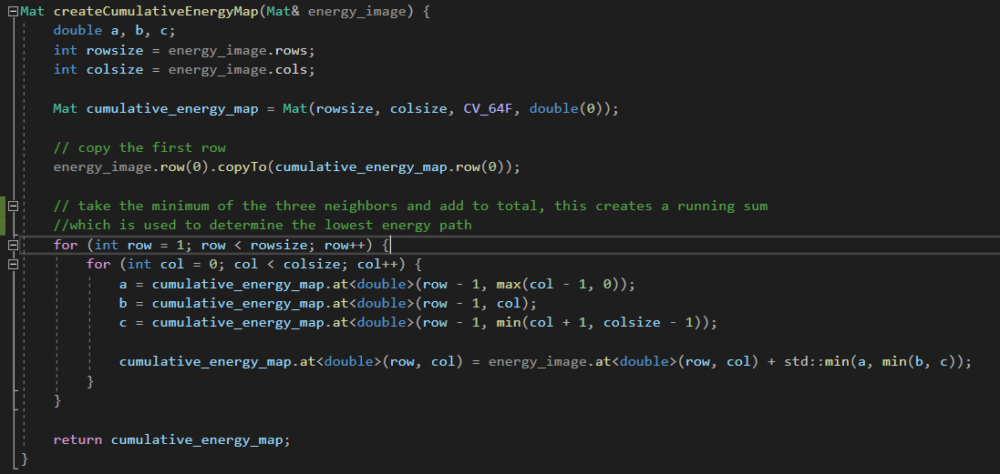 Mat createCumulativeEnergyMap(Mat& energy_image) {
    double a, b, c;
    int rowsize = energy_image.rows;
    int colsize = energy_image.cols;

    Mat cumulative_energy_map = Mat(rowsize, colsize, CV_64F, double(0));

    // copy the first row
    energy_image.row(0).copyTo(cumulative_energy_map.row(0));

    // take the minimum of the three neighbors and add to total, this creates a running sum
    //which is used to determine the lowest energy path
    for (int row = 1; row < rowsize; row++) {
        for (int col = 0; col < colsize; col++) {
            a = cumulative_energy_map.at<double>(row - 1, max(col - 1, 0));
            b = cumulative_energy_map.at<double>(row - 1, col);
            c = cumulative_energy_map.at<double>(row - 1, min(col + 1, colsize - 1));

            cumulative_energy_map.at<double>(row, col) = energy_image.at<double>(row, col) + std::min(a, min(b, c));
        }
    }

    return cumulative_energy_map;
}